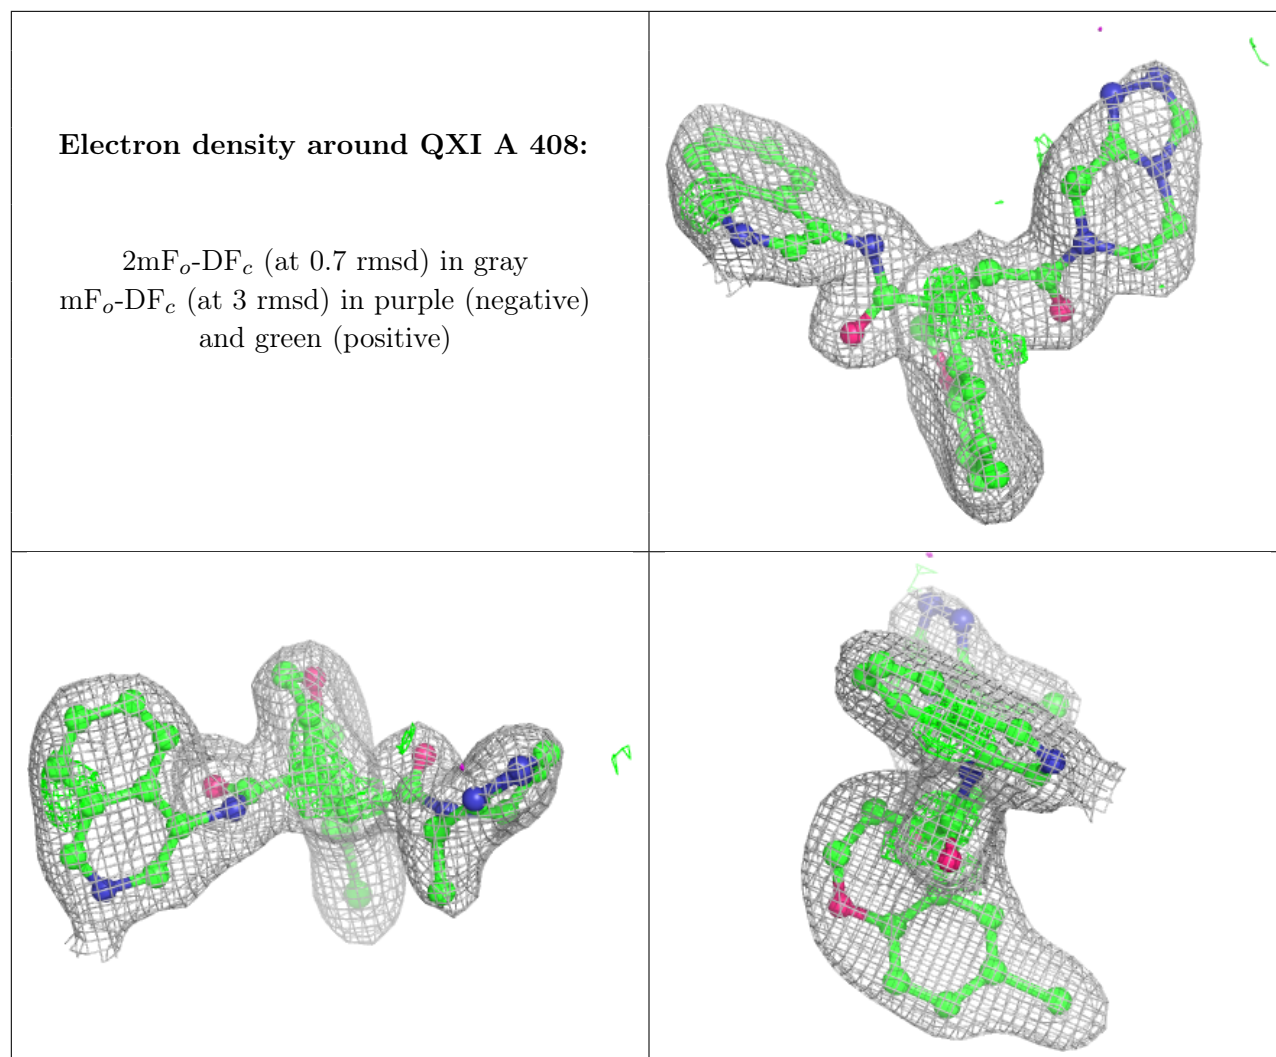 Electron density around QXI A 408:
2mFₒ-DF𝒸 (at 0.7 rmsd) in gray
mFₒ-DF𝒸 (at 3 rmsd) in purple (negative)
and green (positive)